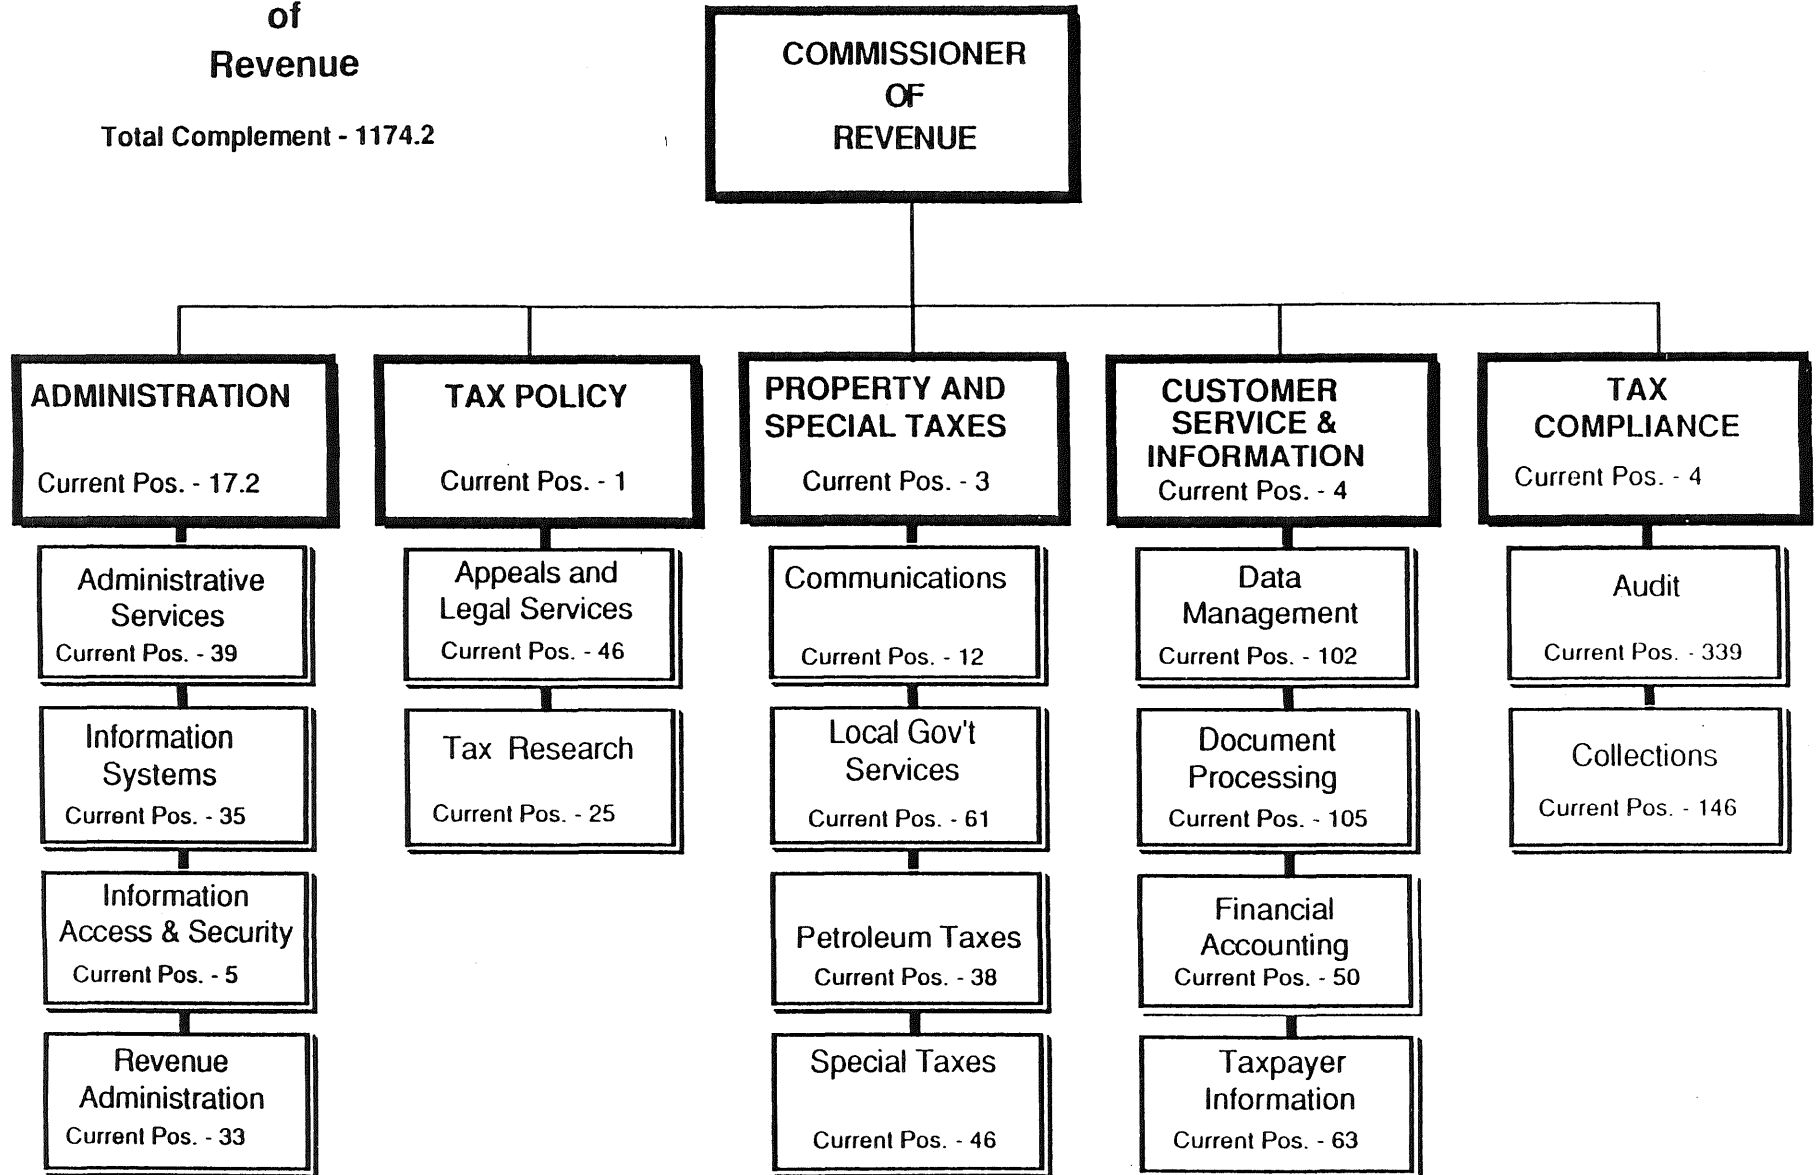 of
Revenue
Total Complement - 1174.2
COMMISSIONER
OF
REVENUE
ADMINISTRATION
Current Pos. - 17.2
Administrative
Services
Current Pos. - 39
Information
Systems
Current Pos. - 35
Information
Access & Security
Current Pos. - 5
Revenue
Administration
Current Pos. - 33
TAX POLICY
Current Pos. - 1
Appeals and
Legal Services
Current Pos. - 46
Tax Research
Current Pos. - 25
PROPERTY AND
SPECIAL TAXES
Current Pos. - 3
Communications
Current Pos. - 12
Local Gov't
Services
Current Pos. - 61
Petroleum Taxes
Current Pos. - 38
Special Taxes
Current Pos. - 46
CUSTOMER
SERVICE &
INFORMATION
Current Pos. - 4
Data
Management
Current Pos. - 102
Document
Processing
Current Pos. - 105
Financial
Accounting
Current Pos. - 50
Taxpayer
Information
Current Pos. - 63
TAX
COMPLIANCE
Current Pos. - 4
Audit
Current Pos. - 339
Collections
Current Pos. - 146